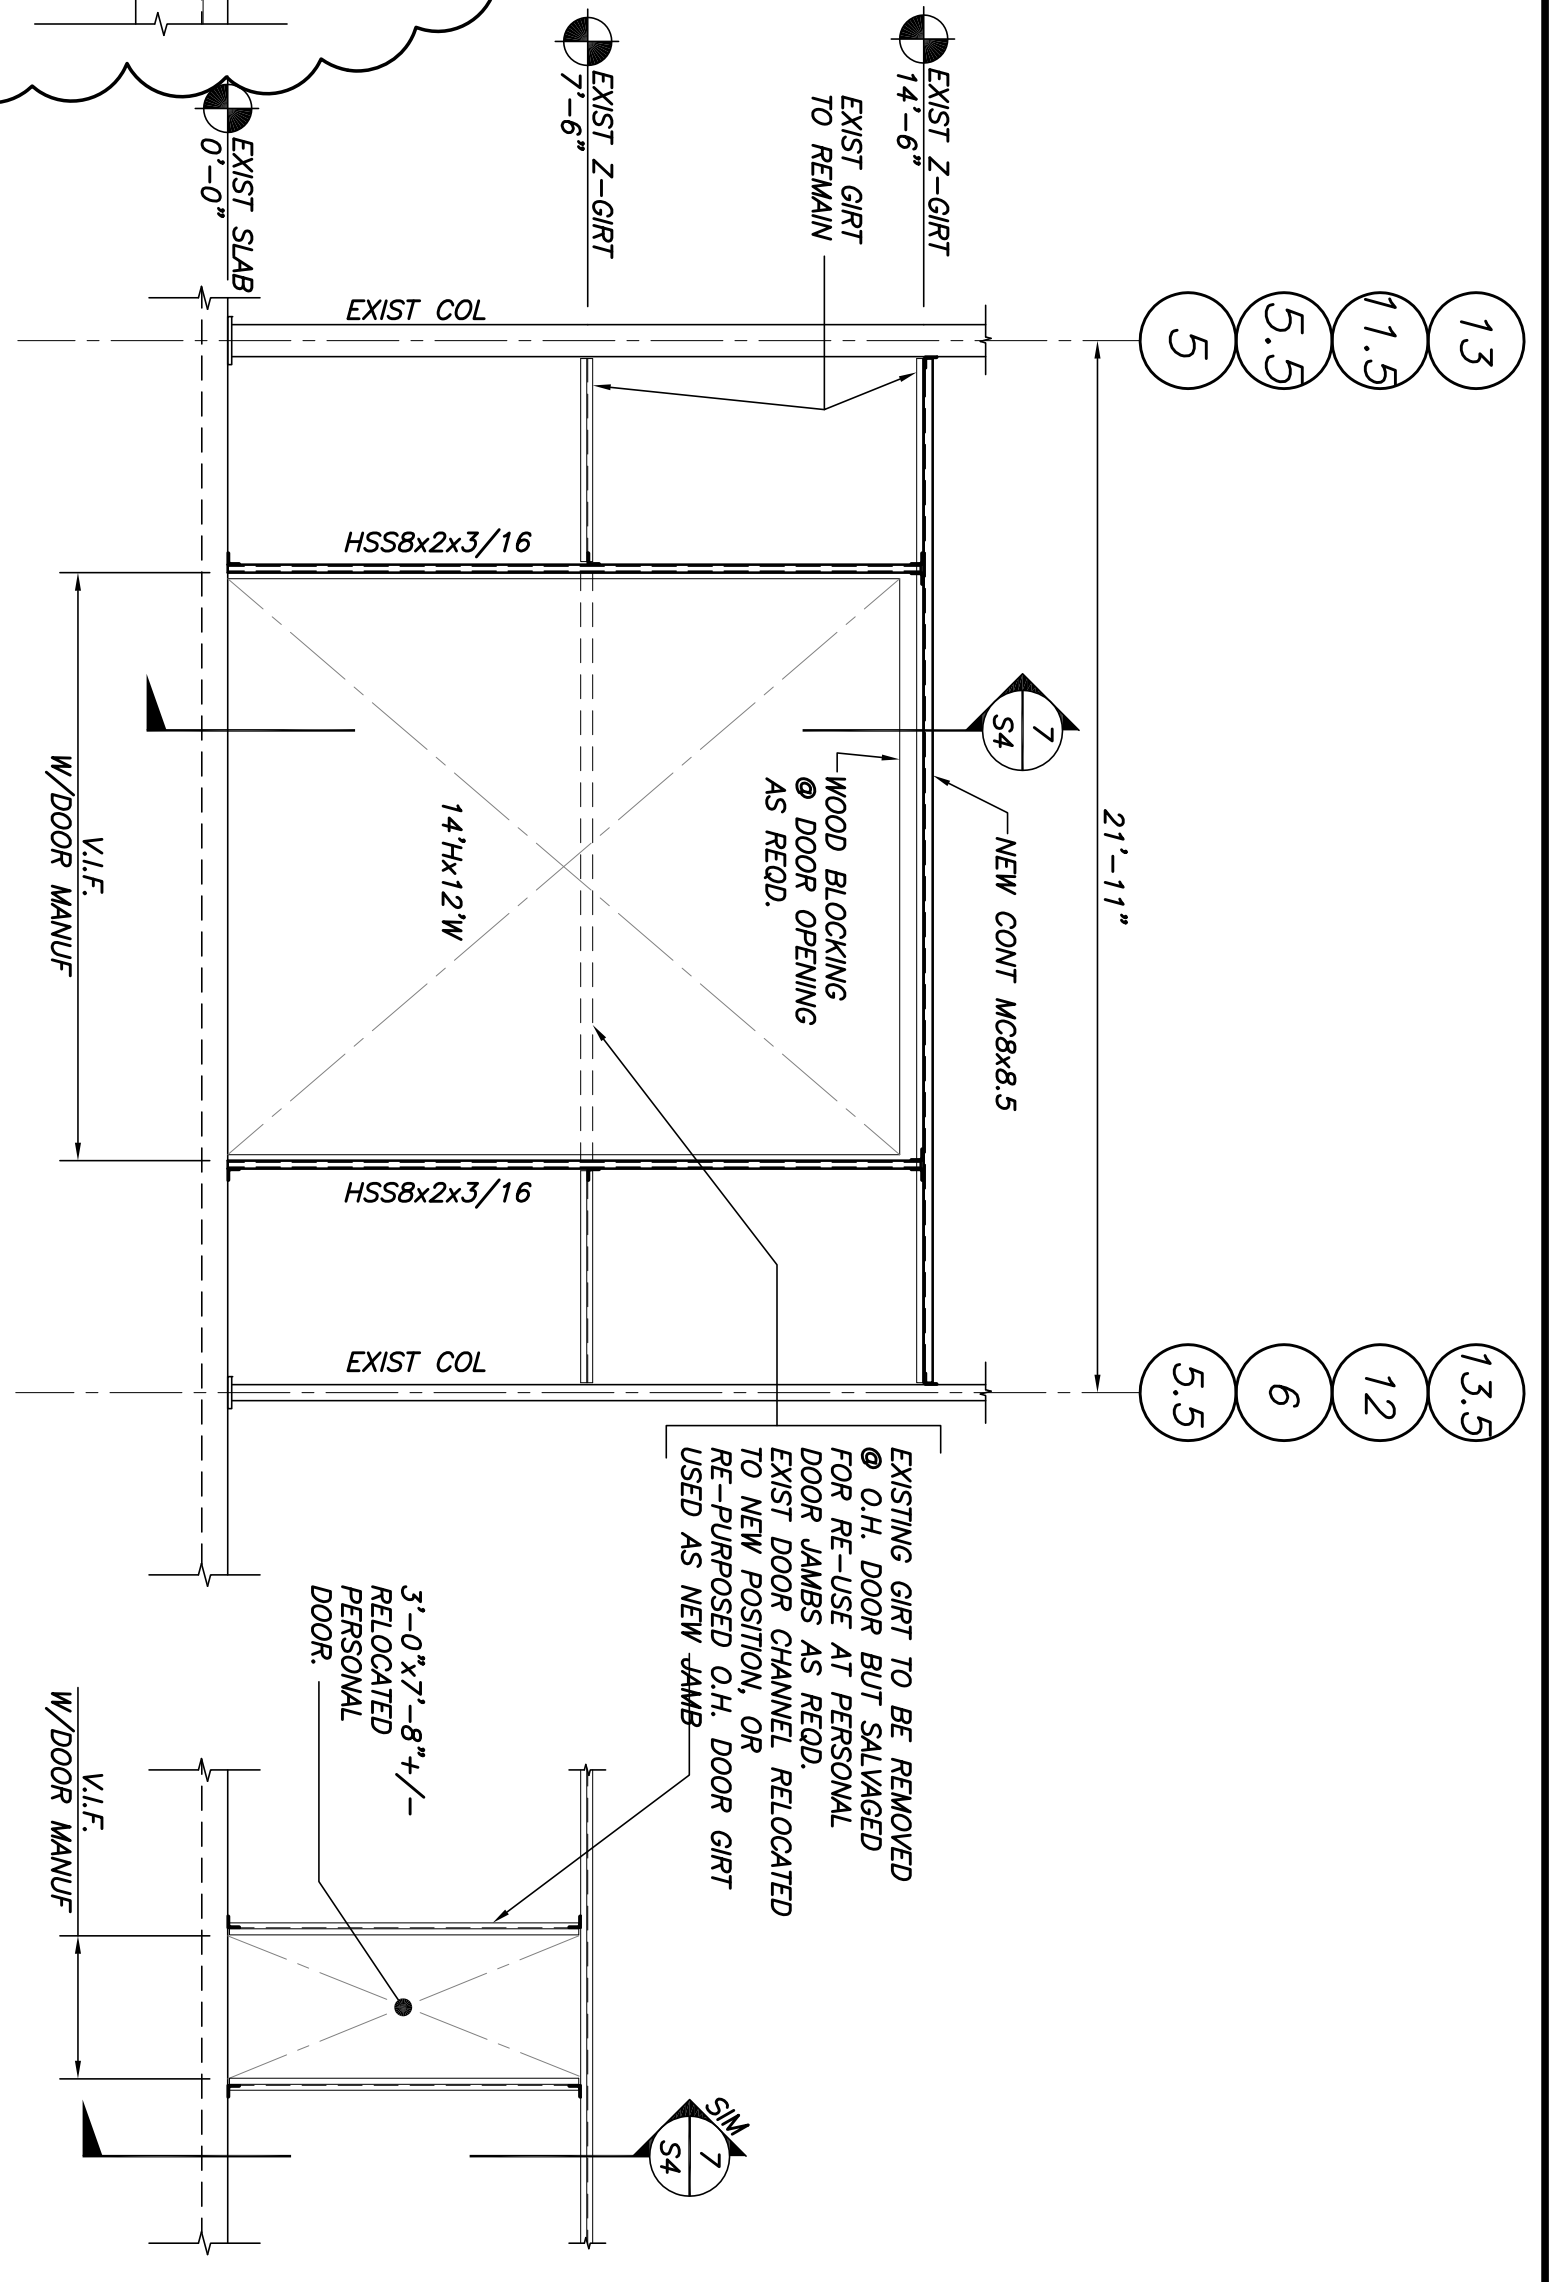 13
11.5
5.5
5
13.5
12
6
5.5
21'-11"
EXIST Z-GIRT
14'-6"
EXIST GIRT
TO REMAIN
EXIST Z-GIRT
7'-6"
EXIST SLAB
0'-0"
EXIST COL
HSS8x2x3/16
7
S4
NEW CONT MC8x8.5
WOOD BLOCKING
@ DOOR OPENING
AS REQD.
14'Hx12'W
V.I.F.
W/DOOR MANUF
HSS8x2x3/16
EXIST COL
EXISTING GIRT TO BE REMOVED
@ O.H. DOOR BUT SALVAGED
FOR RE-USE AT PERSONAL
DOOR JAMBS AS REQD.
EXIST DOOR CHANNEL RELOCATED
TO NEW POSITION, OR
RE-PURPOSED O.H. DOOR GIRT
USED AS NEW JAMB
3'-0"x7'-8"+/-
RELOCATED
PERSONAL
DOOR.
V.I.F.
W/DOOR MANUF
SIM
7
S4